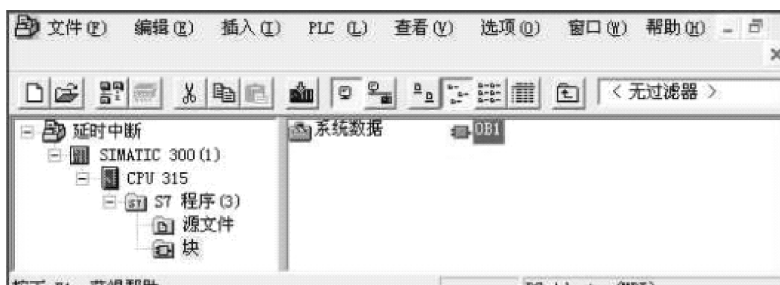 文件(F) 编辑(E) 插入(I) PLC (L) 查看(V) 选项(O) 窗口(W) 帮助(H)
< 无过滤器 >
延时中断
SIMATIC 300(1)
CPU 315
S7 程序(3)
源文件
块
系统数据
OB1